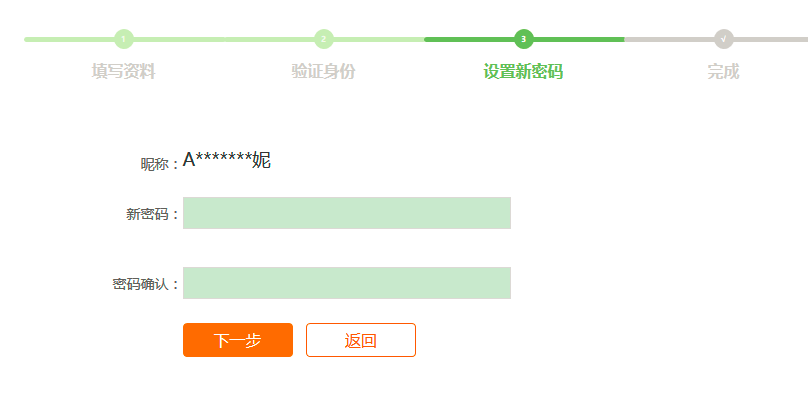 1 2 3 √
填写资料 验证身份 设置新密码 完成
昵称：A*******妮
新密码：
密码确认：
下一步 返回